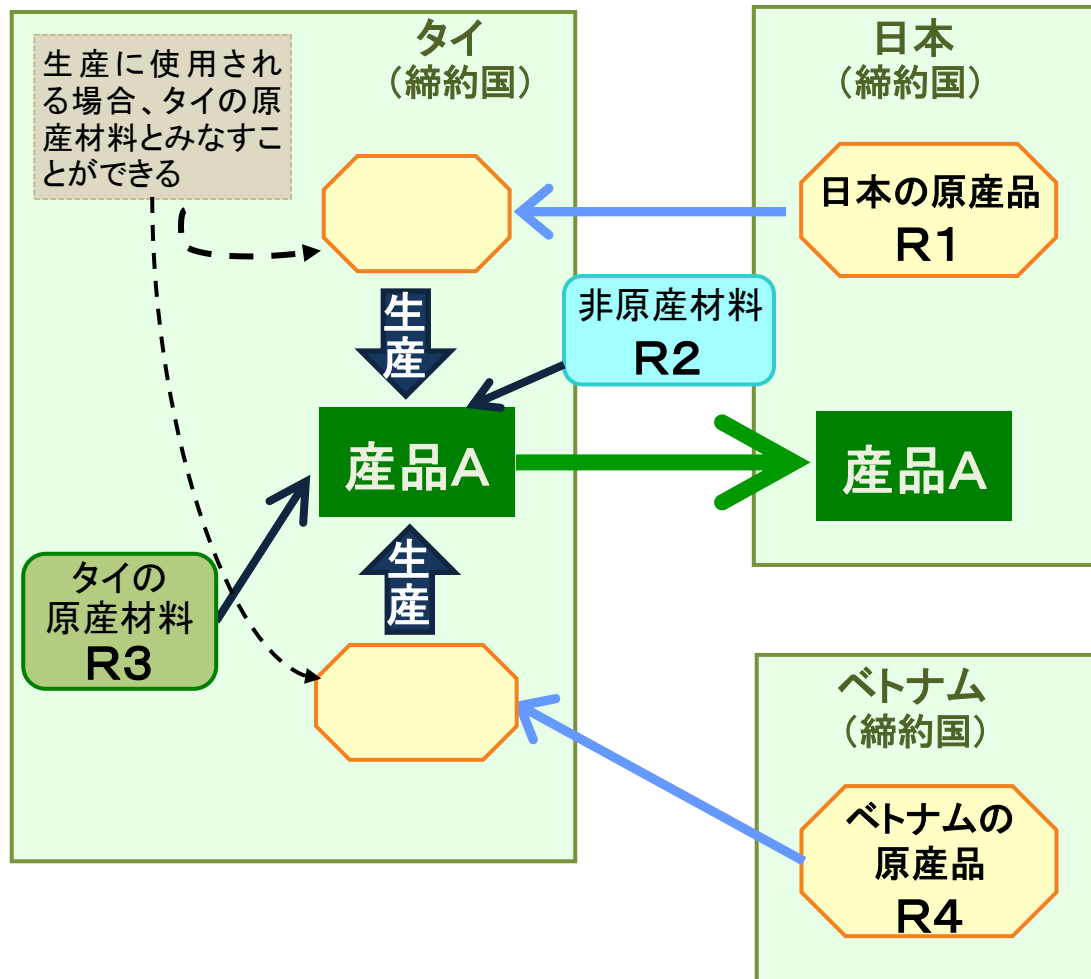 タイ
(締約国)
生産に使用され
る場合、タイの原
産材料とみなすこ
とができる
日本
(締約国)
日本の原産品
R1
非原産材料
R2
生産
産品A
産品A
生産
タイの
原産材料
R3
ベトナム
(締約国)
ベトナムの
原産品
R4